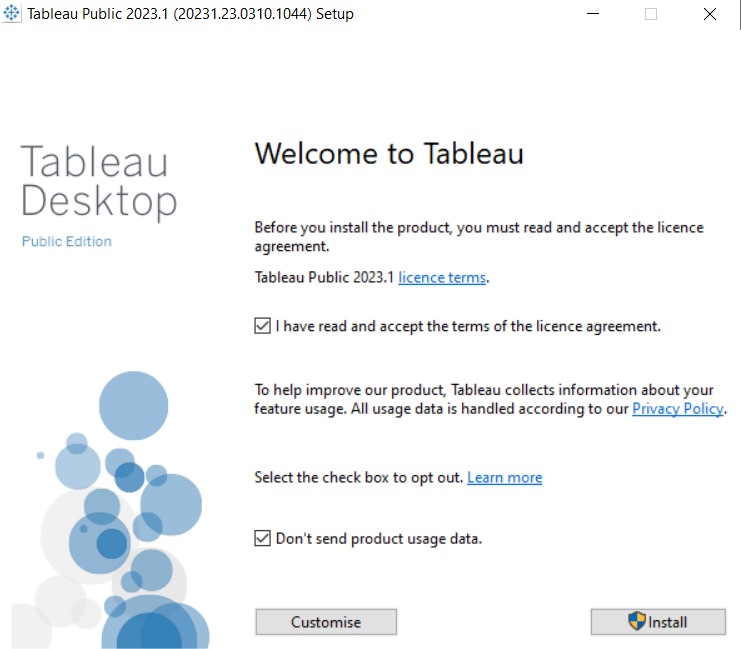 Tableau Public 2023.1 (20231.23.0310.1044) Setup
Tableau
Desktop
Public Edition
Welcome to Tableau
Before you install the product, you must read and accept the licence
agreement.
Tableau Public 2023.1 licence terms.
I have read and accept the terms of the licence agreement.
To help improve our product, Tableau collects information about your
feature usage. All usage data is handled according to our Privacy Policy.
Select the check box to opt out. Learn more
Don't send product usage data.
Customise
Install